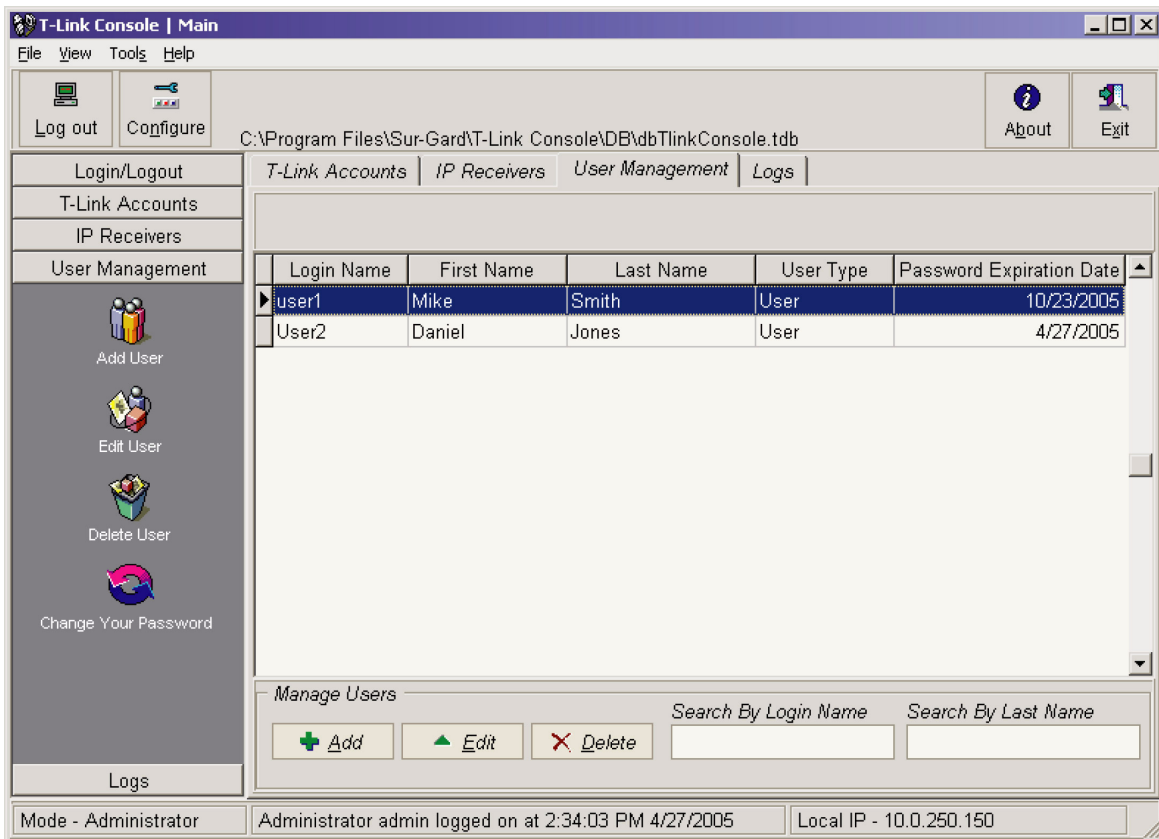 T-Link Console | Main
File View Tools Help
Log out Configure C:\Program Files\Sur-Gard\T-Link Console\DB\dbTlinkConsole.tdb About Exit
Login/Logout
T-Link Accounts
IP Receivers
User Management
Add User
Edit User
Delete User
Change Your Password
Logs
T-Link Accounts IP Receivers User Management Logs
Login Name First Name Last Name User Type Password Expiration Date
user1 Mike Smith User 10/23/2005
User2 Daniel Jones User 4/27/2005
Manage Users
Add Edit Delete
Search By Login Name Search By Last Name
Mode - Administrator Administrator admin logged on at 2:34:03 PM 4/27/2005 Local IP - 10.0.250.150